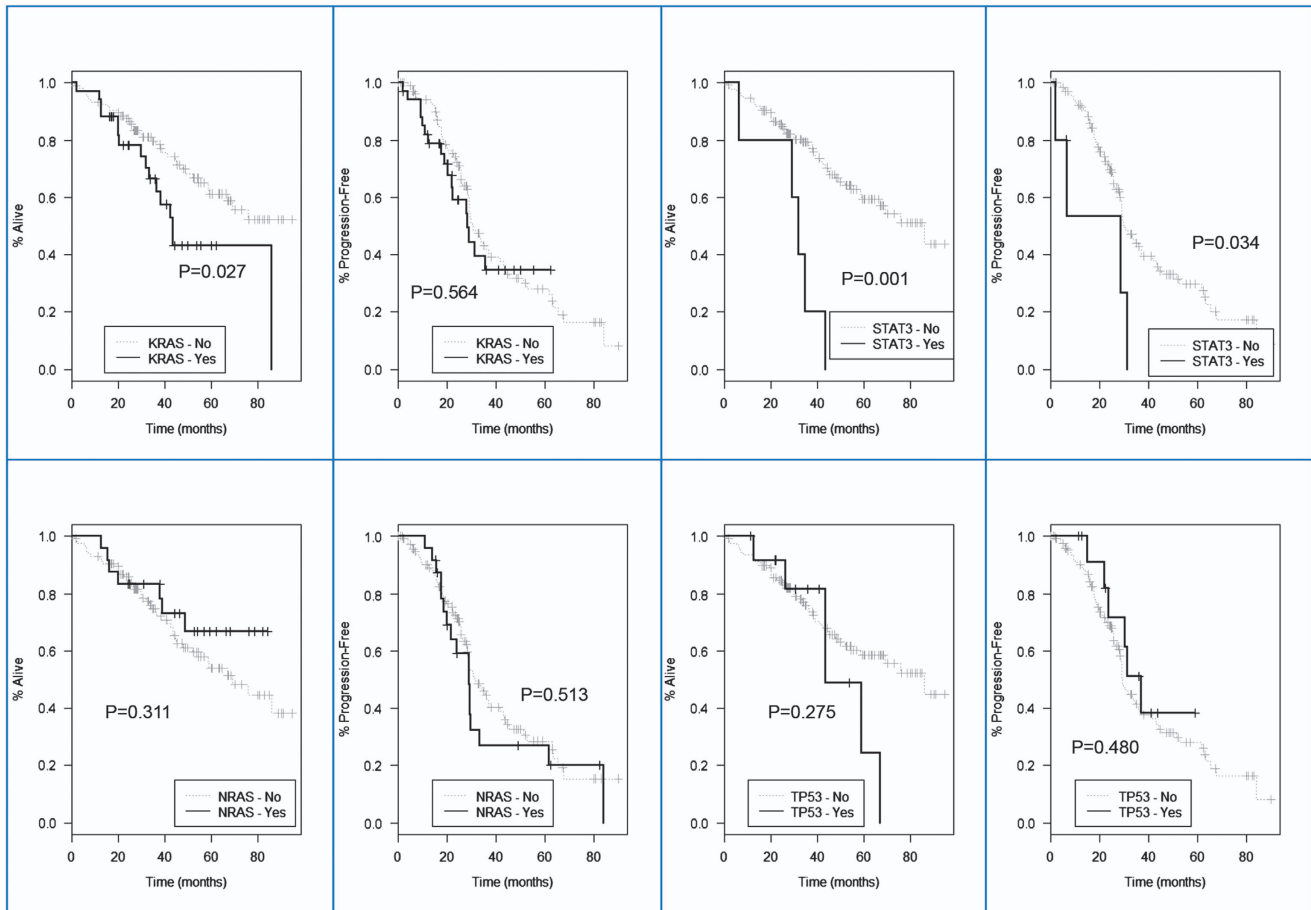 % Alive
1.0
0.8
0.6
0.4
0.2
0.0
P=0.027
KRAS - No
KRAS - Yes
0 20 40 60 80
Time (months)
% Progression-Free
1.0
0.8
0.6
0.4
0.2
0.0
P=0.564
KRAS - No
KRAS - Yes
0 20 40 60 80
Time (months)
% Alive
1.0
0.8
0.6
0.4
0.2
0.0
P=0.001
STAT3 - No
STAT3 - Yes
0 20 40 60 80
Time (months)
% Progression-Free
1.0
0.8
0.6
0.4
0.2
0.0
P=0.034
STAT3 - No
STAT3 - Yes
0 20 40 60 80
Time (months)
% Alive
1.0
0.8
0.6
0.4
0.2
0.0
P=0.311
NRAS - No
NRAS - Yes
0 20 40 60 80
Time (months)
% Progression-Free
1.0
0.8
0.6
0.4
0.2
0.0
P=0.513
NRAS - No
NRAS - Yes
0 20 40 60 80
Time (months)
% Alive
1.0
0.8
0.6
0.4
0.2
0.0
P=0.275
TP53 - No
TP53 - Yes
0 20 40 60 80
Time (months)
% Progression-Free
1.0
0.8
0.6
0.4
0.2
0.0
P=0.480
TP53 - No
TP53 - Yes
0 20 40 60 80
Time (months)